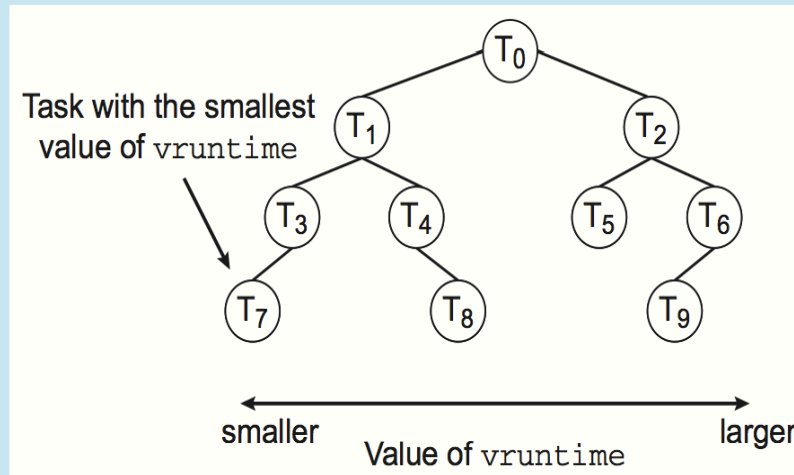 T0
Task with the smallest
value of vruntime
T1
T2
T3
T4
T5
T6
T7
T8
T9
smaller
larger
Value of vruntime